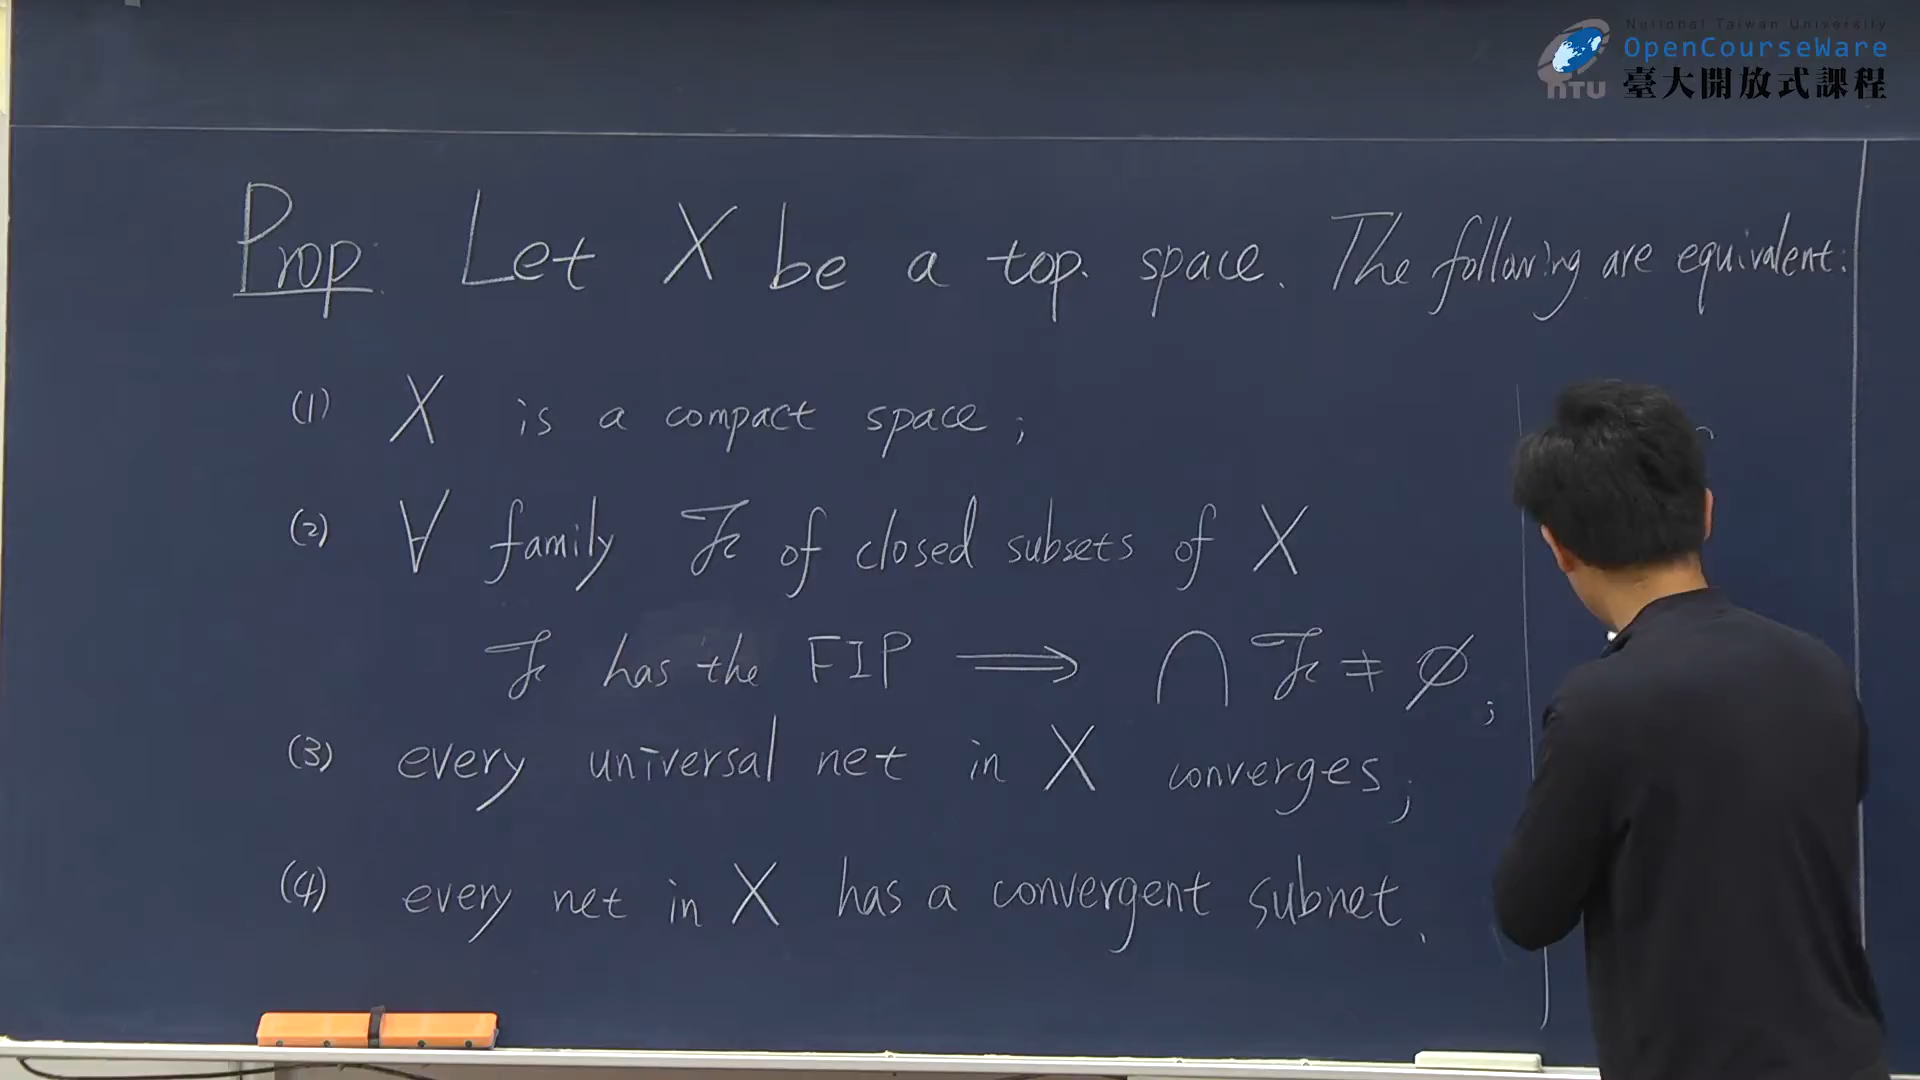 National Taiwan University
OpenCourseWare
NTU 臺大開放式課程
Prop. Let X be a top. space. The following are equivalent:
(1) X is a compact space;
(2) ∀ family ℱ of closed subsets of X
ℱ has the FIP ⟹ ∩ ℱ ≠ ∅;
(3) every universal net in X converges;
(4) every net in X has a convergent subnet.